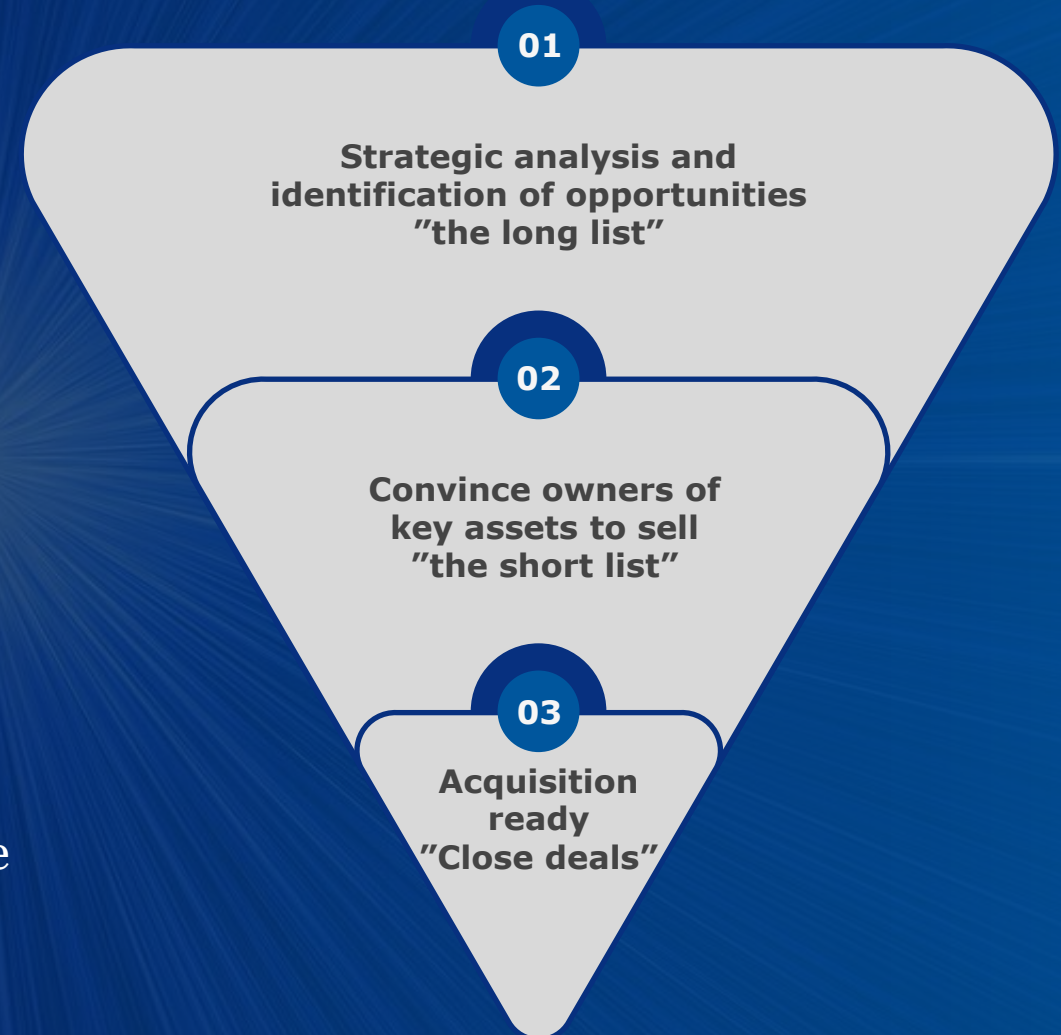 01
Strategic analysis and
identification of opportunities
”the long list”
02
Convince owners of
key assets to sell
”the short list”
03
Acquisition
ready
”Close deals”
e